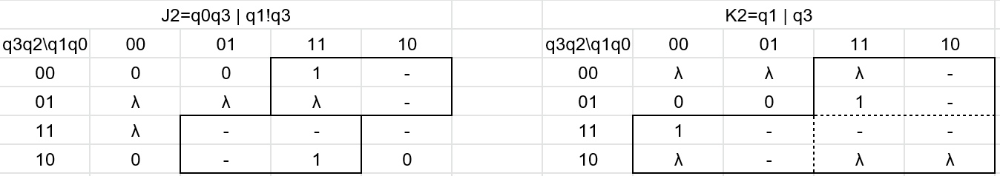 J2=q0q3 | q1!q3 K2=q1 | q3
q3q2\q1q0 00 01 11 10 q3q2\q1q0 00 01 11 10
00 0 0 1 - 00 λ λ λ -
01 λ λ λ - 01 0 0 1 -
11 λ - - - 11 1 - - -
10 0 - 1 0 10 λ - λ λ